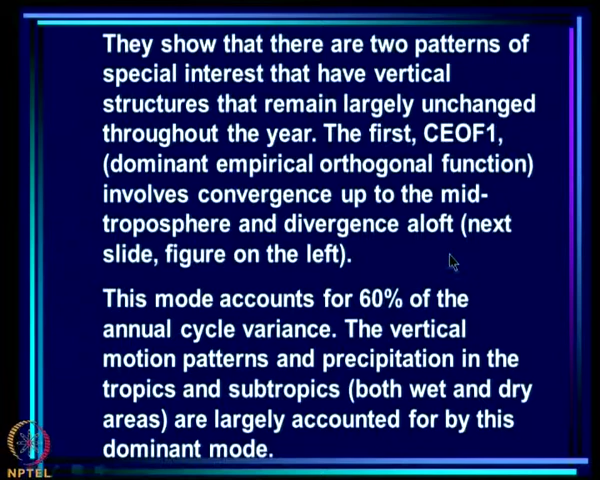 They show that there are two patterns of
special interest that have vertical
structures that remain largely unchanged
throughout the year. The first, CEOF1,
(dominant empirical orthogonal function)
involves convergence up to the mid-
troposphere and divergence aloft (next
slide, figure on the left).
This mode accounts for 60% of the
annual cycle variance. The vertical
motion patterns and precipitation in the
tropics and subtropics (both wet and dry
areas) are largely accounted for by this
dominant mode.
NPTEL